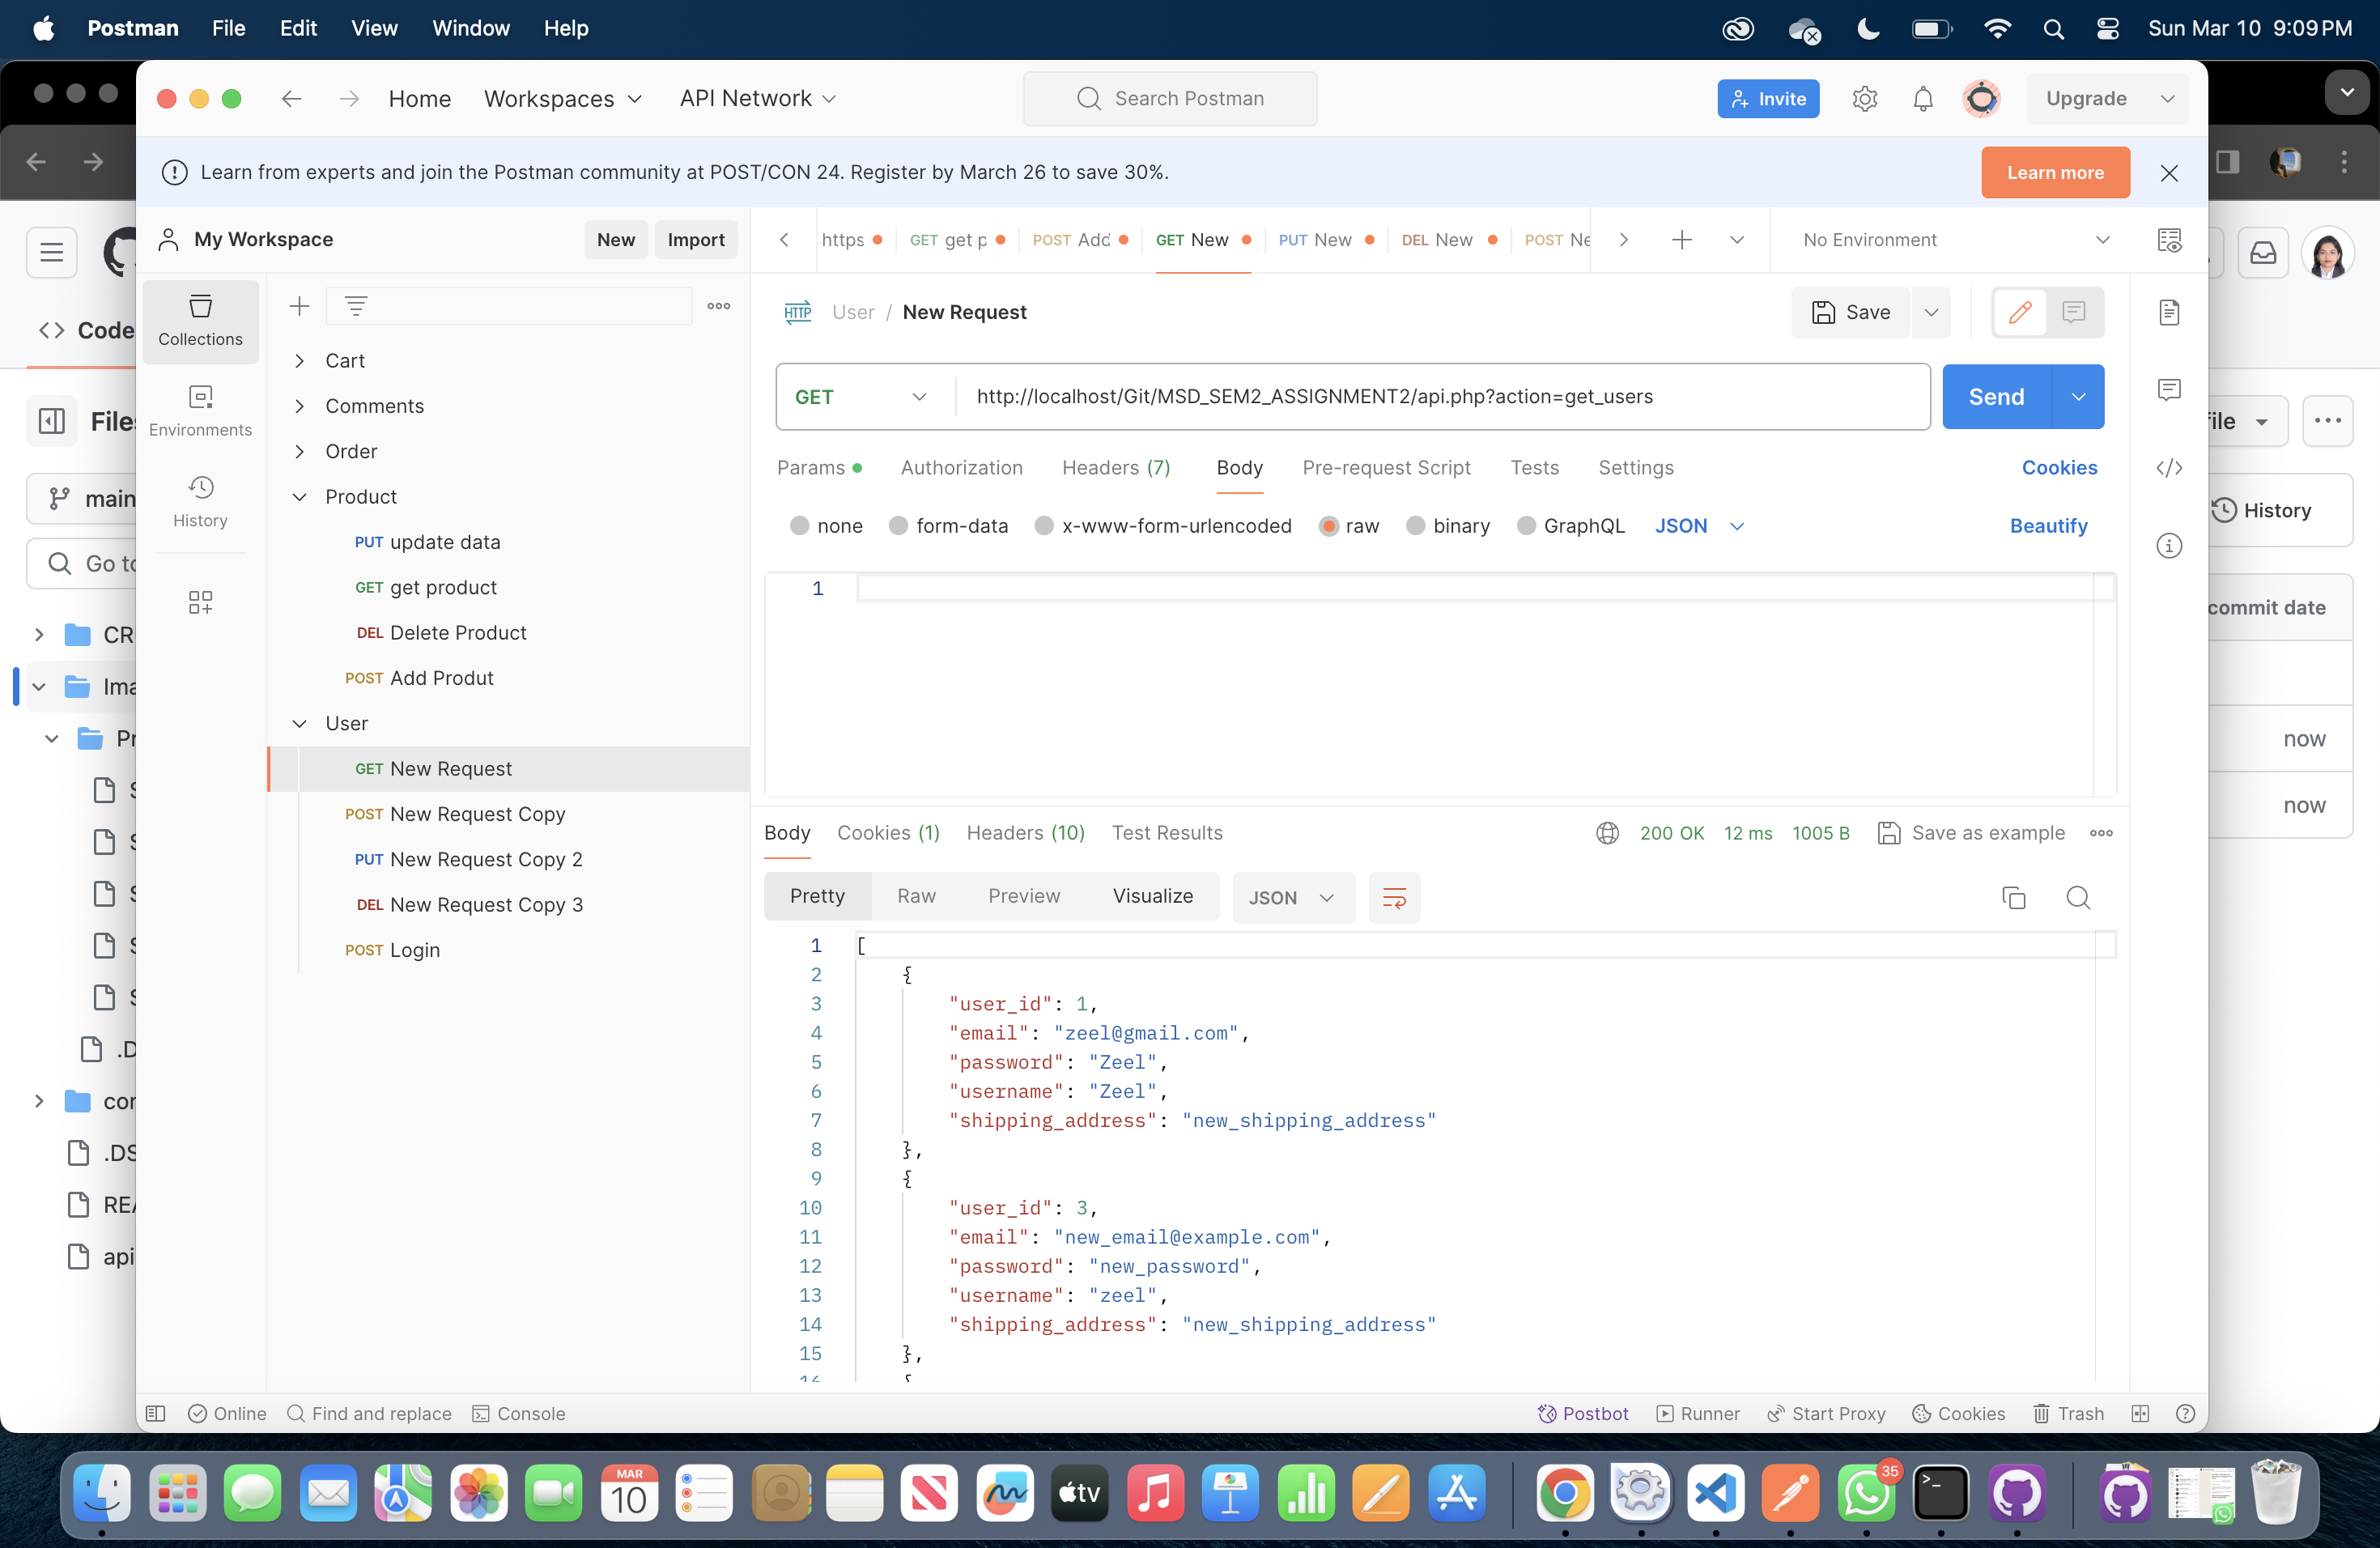 Postman File Edit View Window Help Sun Mar 10 9:09 PM
Home Workspaces API Network Search Postman Invite Upgrade
Learn from experts and join the Postman community at POST/CON 24. Register by March 26 to save 30%. Learn more
My Workspace New Import https GET get p POST Add GET New PUT New DEL New POST Ne No Environment
Collections
Environments
History
Cart
Comments
Order
Product
PUT update data
GET get product
DEL Delete Product
POST Add Produt
User
GET New Request
POST New Request Copy
PUT New Request Copy 2
DEL New Request Copy 3
POST Login
HTTP User / New Request Save
GET http://localhost/Git/MSD_SEM2_ASSIGNMENT2/api.php?action=get_users Send
Params Authorization Headers (7) Body Pre-request Script Tests Settings Cookies
none form-data x-www-form-urlencoded raw binary GraphQL JSON Beautify
1
Body Cookies (1) Headers (10) Test Results 200 OK 12 ms 1005 B Save as example
Pretty Raw Preview Visualize JSON
1 [
2 {
3 "user_id": 1,
4 "email": "zeel@gmail.com",
5 "password": "Zeel",
6 "username": "Zeel",
7 "shipping_address": "new_shipping_address"
8 },
9 {
10 "user_id": 3,
11 "email": "new_email@example.com",
12 "password": "new_password",
13 "username": "zeel",
14 "shipping_address": "new_shipping_address"
15 },
Online Find and replace Console Postbot Runner Start Proxy Cookies Trash
Code
Files
main
Go to
CR
Ima
Pr
.D
con
.DS
REA
api
file
History
commit date
now
now
MAR
10
tv
35